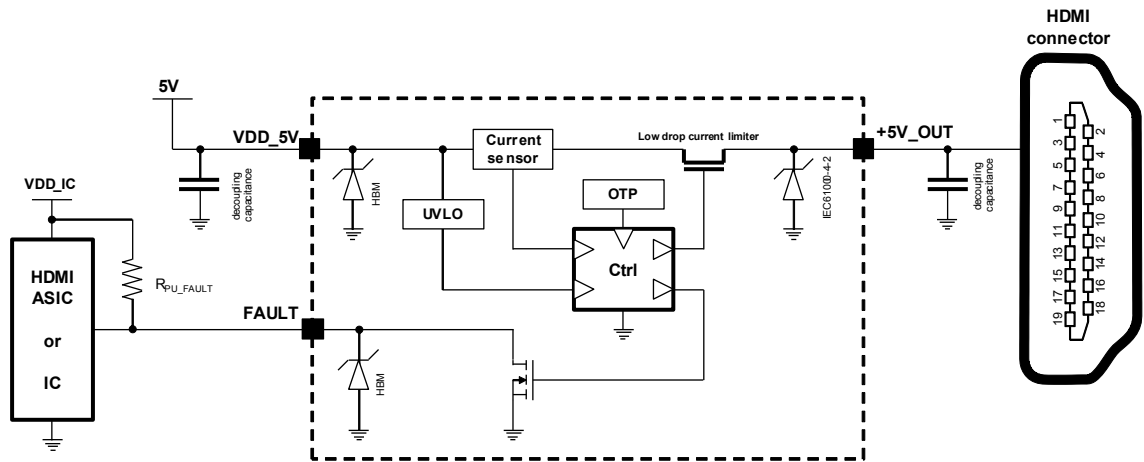 HDMI
connector
5V
VDD_5V
Current
sensor
Low drop current limiter
+5V_OUT
decoupling
capacitance
HBM
UVLO
OTP
IEC61000-4-2
decoupling
capacitance
VDD_IC
HDMI
ASIC
or
IC
RPU_FAULT
FAULT
Ctrl
HBM
1
3
5
7
9
11
13
15
17
19
2
4
6
8
10
12
14
16
18